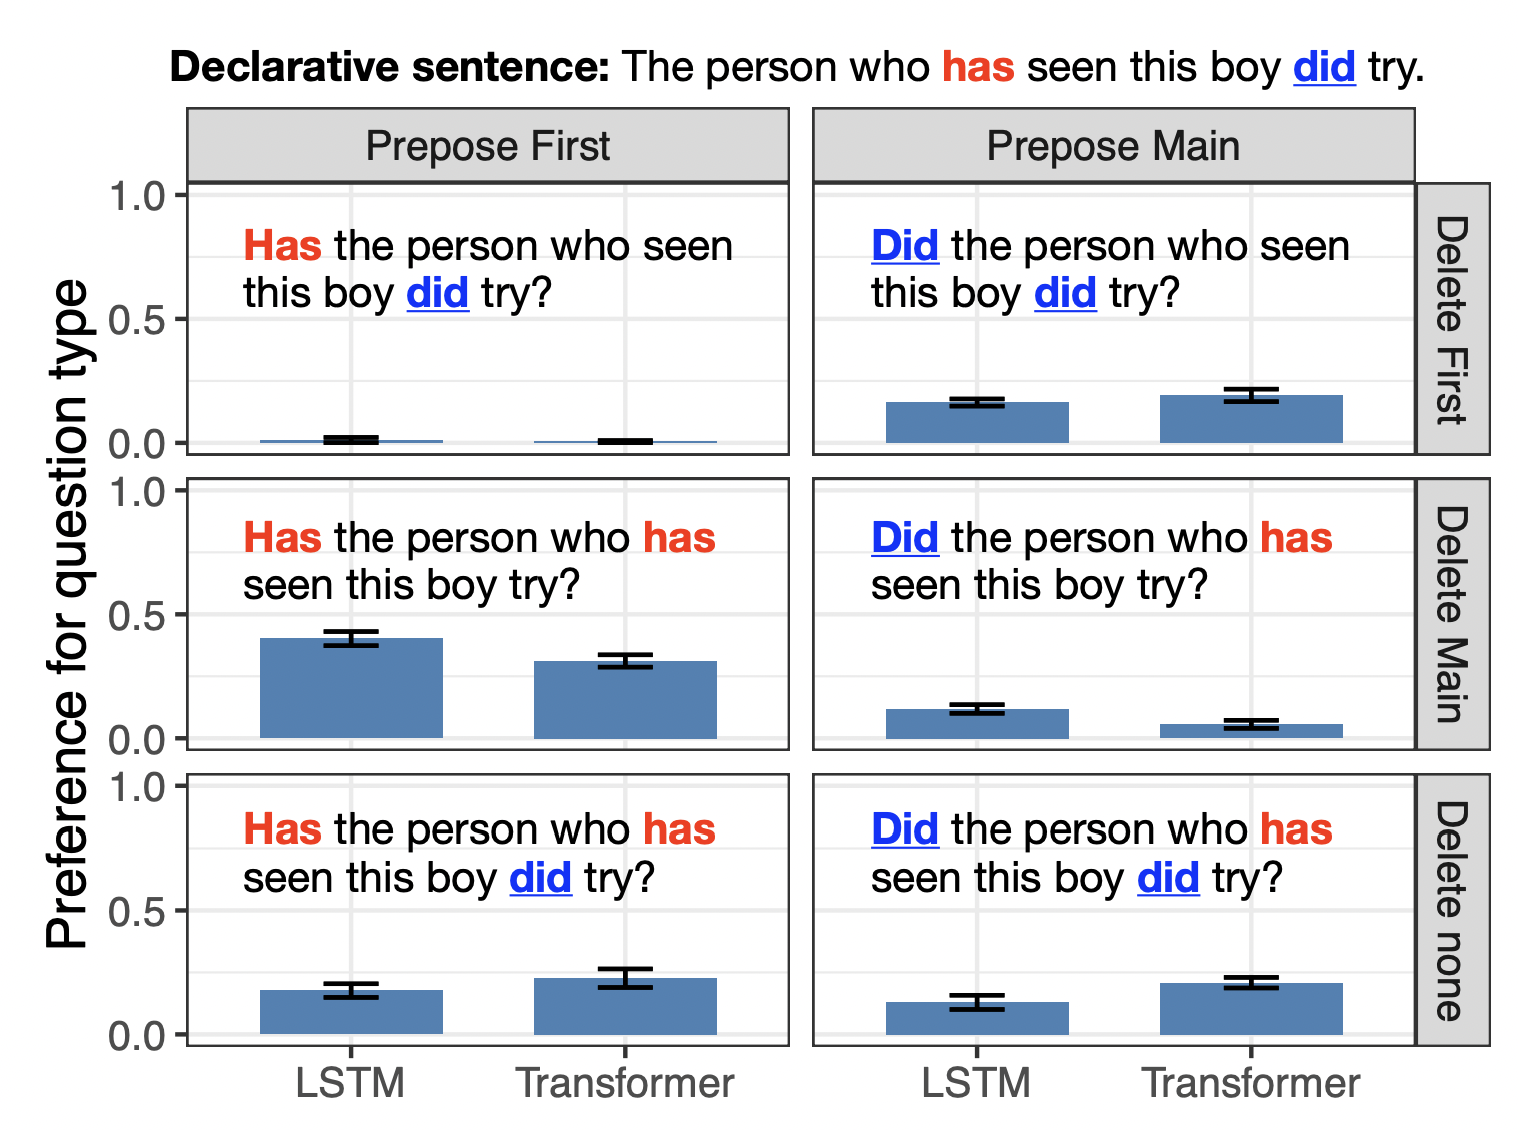 Declarative sentence: The person who has seen this boy did try.
Prepose First
Prepose Main
Preference for question type
1.0
0.5
0.0
Has the person who seen
this boy did try?
Did the person who seen
this boy did try?
Delete First
1.0
0.5
0.0
Has the person who has
seen this boy try?
Did the person who has
seen this boy try?
Delete Main
1.0
0.5
0.0
Has the person who has
seen this boy did try?
Did the person who has
seen this boy did try?
Delete none
LSTM
Transformer
LSTM
Transformer